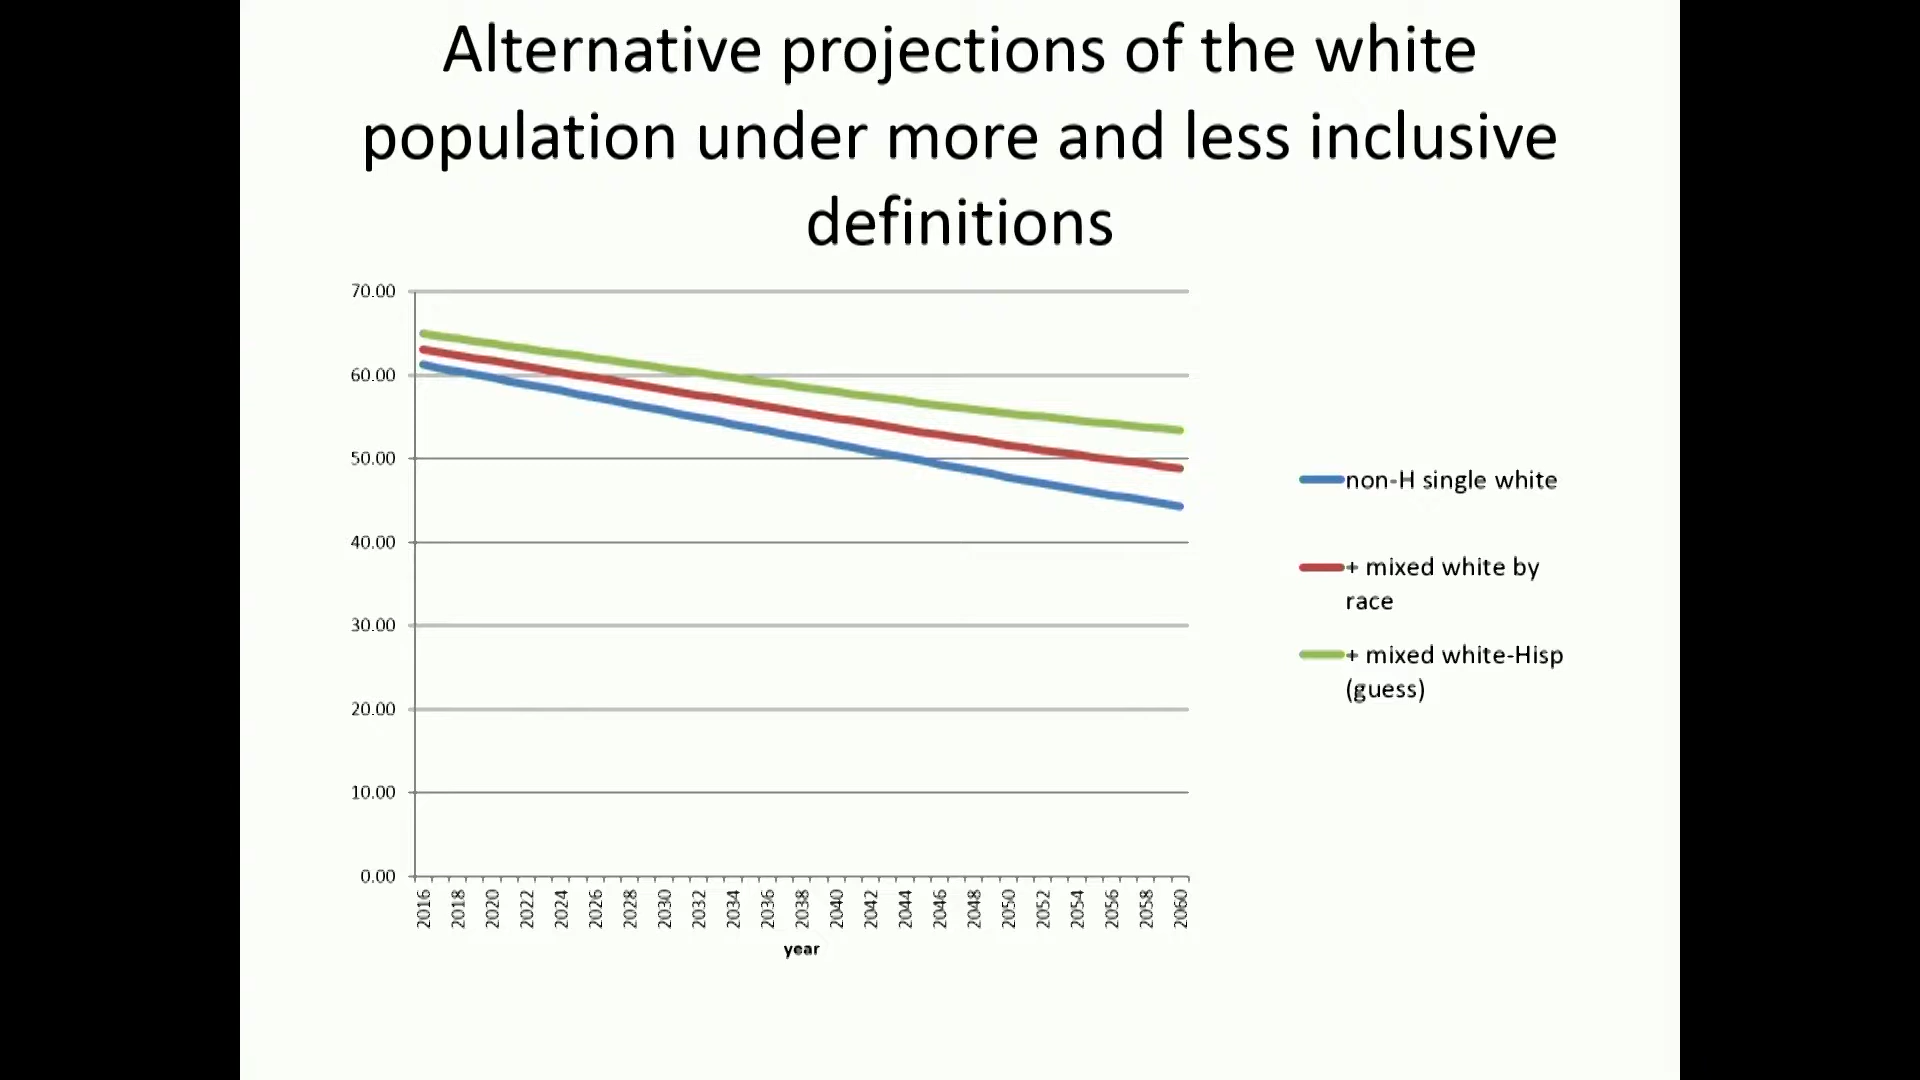 Alternative projections of the white
population under more and less inclusive
definitions
70.00
60.00
50.00
40.00
30.00
20.00
10.00
0.00
2016 2018 2020 2022 2024 2026 2028 2030 2032 2034 2036 2038 2040 2042 2044 2046 2048 2050 2052 2054 2056 2058 2060
year
non-H single white
+ mixed white by
race
+ mixed white-Hisp
(guess)